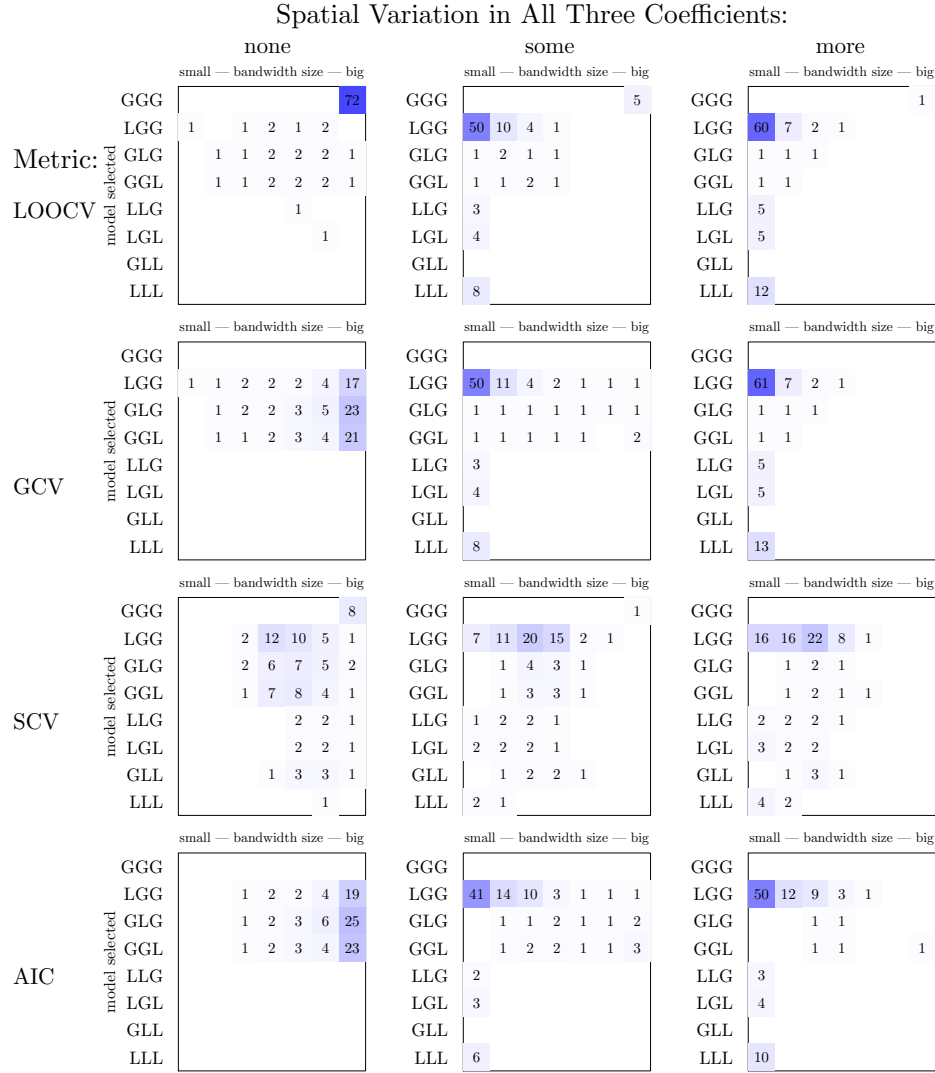 Spatial Variation in All Three Coefficients:
none some more
small — bandwidth size — big small — bandwidth size — big small — bandwidth size — big
Metric:
LOOCV
model selected
GGG 72 GGG 5 GGG 1
LGG 1 1 2 1 2 LGG 50 10 4 1 LGG 60 7 2 1
GLG 1 1 2 2 2 1 GLG 1 2 1 1 GLG 1 1 1
GGL 1 1 2 2 2 1 GGL 1 1 2 1 GGL 1 1
LLG 1 LLG 3 LLG 5
LGL 1 LGL 4 LGL 5
GLL GLL GLL
LLL LLL 8 LLL 12
small — bandwidth size — big small — bandwidth size — big small — bandwidth size — big
GCV
model selected
GGG GGG GGG
LGG 1 1 2 2 2 4 17 LGG 50 11 4 2 1 1 1 LGG 61 7 2 1
GLG 1 2 2 3 5 23 GLG 1 1 1 1 1 1 1 GLG 1 1 1
GGL 1 1 2 3 4 21 GGL 1 1 1 1 1 2 GGL 1 1
LLG LLG 3 LLG 5
LGL LGL 4 LGL 5
GLL GLL GLL
LLL LLL 8 LLL 13
small — bandwidth size — big small — bandwidth size — big small — bandwidth size — big
SCV
model selected
GGG 8 GGG 1 GGG
LGG 2 12 10 5 1 LGG 7 11 20 15 2 1 LGG 16 16 22 8 1
GLG 2 6 7 5 2 GLG 1 4 3 1 GLG 1 2 1
GGL 1 7 8 4 1 GGL 1 3 3 1 GGL 1 2 1 1
LLG 2 2 1 LLG 1 2 2 1 LLG 2 2 2 1
LGL 2 2 1 LGL 2 2 2 1 LGL 3 2 2
GLL 1 3 3 1 GLL 1 2 2 1 GLL 1 3 1
LLL 1 LLL 2 1 LLL 4 2
small — bandwidth size — big small — bandwidth size — big small — bandwidth size — big
AIC
model selected
GGG GGG GGG
LGG 1 2 2 4 19 LGG 41 14 10 3 1 1 1 LGG 50 12 9 3 1
GLG 1 2 3 6 25 GLG 1 1 2 1 1 2 GLG 1 1
GGL 1 2 3 4 23 GGL 1 2 2 1 1 3 GGL 1 1 1
LLG LLG 2 LLG 3
LGL LGL 3 LGL 4
GLL GLL GLL
LLL LLL 6 LLL 10